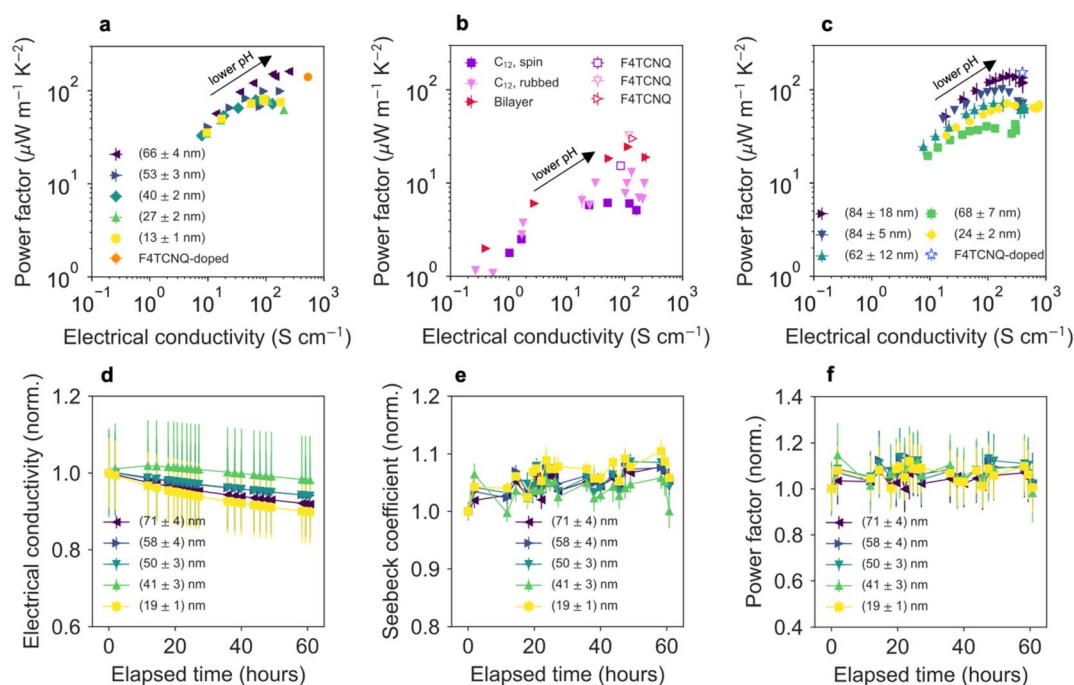 a
Power factor (μW m⁻¹ K⁻²)
10²
10¹
10⁰
lower pH
(66 ± 4 nm)
(53 ± 3 nm)
(40 ± 2 nm)
(27 ± 2 nm)
(13 ± 1 nm)
F4TCNQ-doped
10⁻¹ 10⁰ 10¹ 10² 10³
Electrical conductivity (S cm⁻¹)
b
Power factor (μW m⁻¹ K⁻²)
10²
10¹
10⁰
C₁₂, spin F4TCNQ
C₁₂, rubbed F4TCNQ
Bilayer F4TCNQ
lower pH
10⁻¹ 10⁰ 10¹ 10² 10³
Electrical conductivity (S cm⁻¹)
c
Power factor (μW m⁻¹ K⁻²)
10²
10¹
10⁰
lower pH
(84 ± 18 nm) (68 ± 7 nm)
(84 ± 5 nm) (24 ± 2 nm)
(62 ± 12 nm) F4TCNQ-doped
10⁻¹ 10⁰ 10¹ 10² 10³
Electrical conductivity (S cm⁻¹)
d
Electrical conductivity (norm.)
1.2
1.0
0.8
0.6
(71 ± 4) nm
(58 ± 4) nm
(50 ± 3) nm
(41 ± 3) nm
(19 ± 1) nm
0 20 40 60
Elapsed time (hours)
e
Seebeck coefficient (norm.)
1.2
1.1
1.0
0.9
0.8
(71 ± 4) nm
(58 ± 4) nm
(50 ± 3) nm
(41 ± 3) nm
(19 ± 1) nm
0 20 40 60
Elapsed time (hours)
f
Power factor (norm.)
1.4
1.2
1.0
0.8
0.6
0.4
(71 ± 4) nm
(58 ± 4) nm
(50 ± 3) nm
(41 ± 3) nm
(19 ± 1) nm
0 20 40 60
Elapsed time (hours)